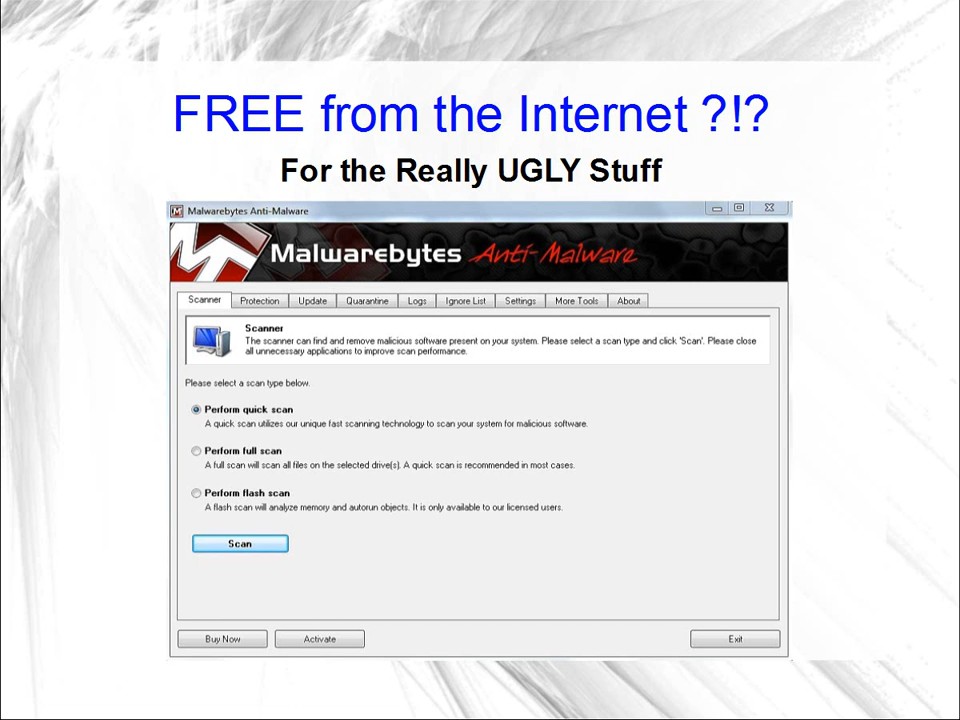 FREE from the Internet ?!?
For the Really UGLY Stuff
Malwarebytes Anti-Malware
Malwarebytes Anti-Malware
Scanner Protection Update Quarantine Logs Ignore List Settings More Tools About
Scanner
The scanner can find and remove malicious software present on your system. Please select a scan type and click 'Scan'. Please close
all unnecessary applications to improve scan performance.
Please select a scan type below.
Perform quick scan
A quick scan utilizes our unique fast scanning technology to scan your system for malicious software.
Perform full scan
A full scan will scan all files on the selected drive(s). A quick scan is recommended in most cases.
Perform flash scan
A flash scan will analyze memory and autorun objects. It is only available to our licensed users.
Scan
Buy Now Activate Exit